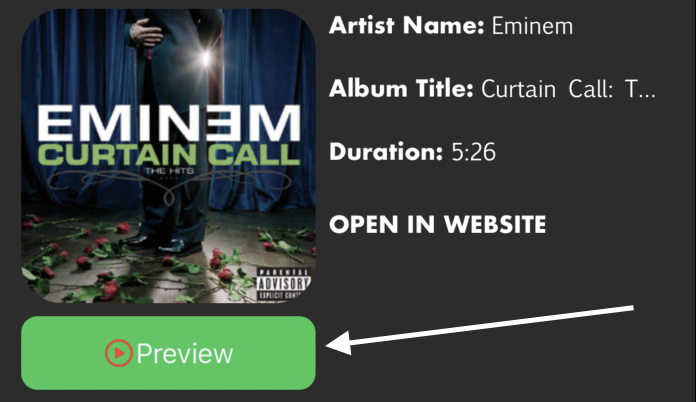 Artist Name: Eminem
Album Title: Curtain Call: T...
Duration: 5:26
OPEN IN WEBSITE
EMINƎM
CURTAIN CALL
THE HITS
PARENTAL
ADVISORY
EXPLICIT CONT
Preview